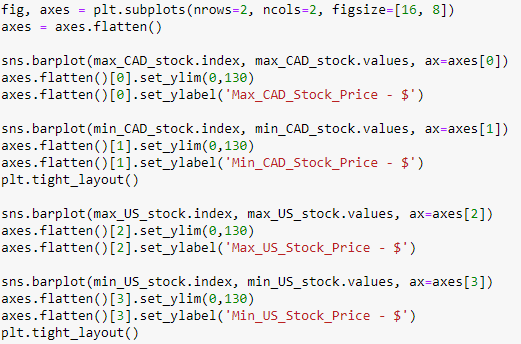 fig, axes = plt.subplots(nrows=2, ncols=2, figsize=[16, 8])
axes = axes.flatten()
sns.barplot(max_CAD_stock.index, max_CAD_stock.values, ax=axes[0])
axes.flatten()[0].set_ylim(0,130)
axes.flatten()[0].set_ylabel('Max_CAD_Stock_Price - $')
sns.barplot(min_CAD_stock.index, min_CAD_stock.values, ax=axes[1])
axes.flatten()[1].set_ylim(0,130)
axes.flatten()[1].set_ylabel('Min_CAD_Stock_Price - $')
plt.tight_layout()
sns.barplot(max_US_stock.index, max_US_stock.values, ax=axes[2])
axes.flatten()[2].set_ylim(0,130)
axes.flatten()[2].set_ylabel('Max_US_Stock_Price - $')
sns.barplot(min_US_stock.index, min_US_stock.values, ax=axes[3])
axes.flatten()[3].set_ylim(0,130)
axes.flatten()[3].set_ylabel('Min_US_Stock_Price - $')
plt.tight_layout()